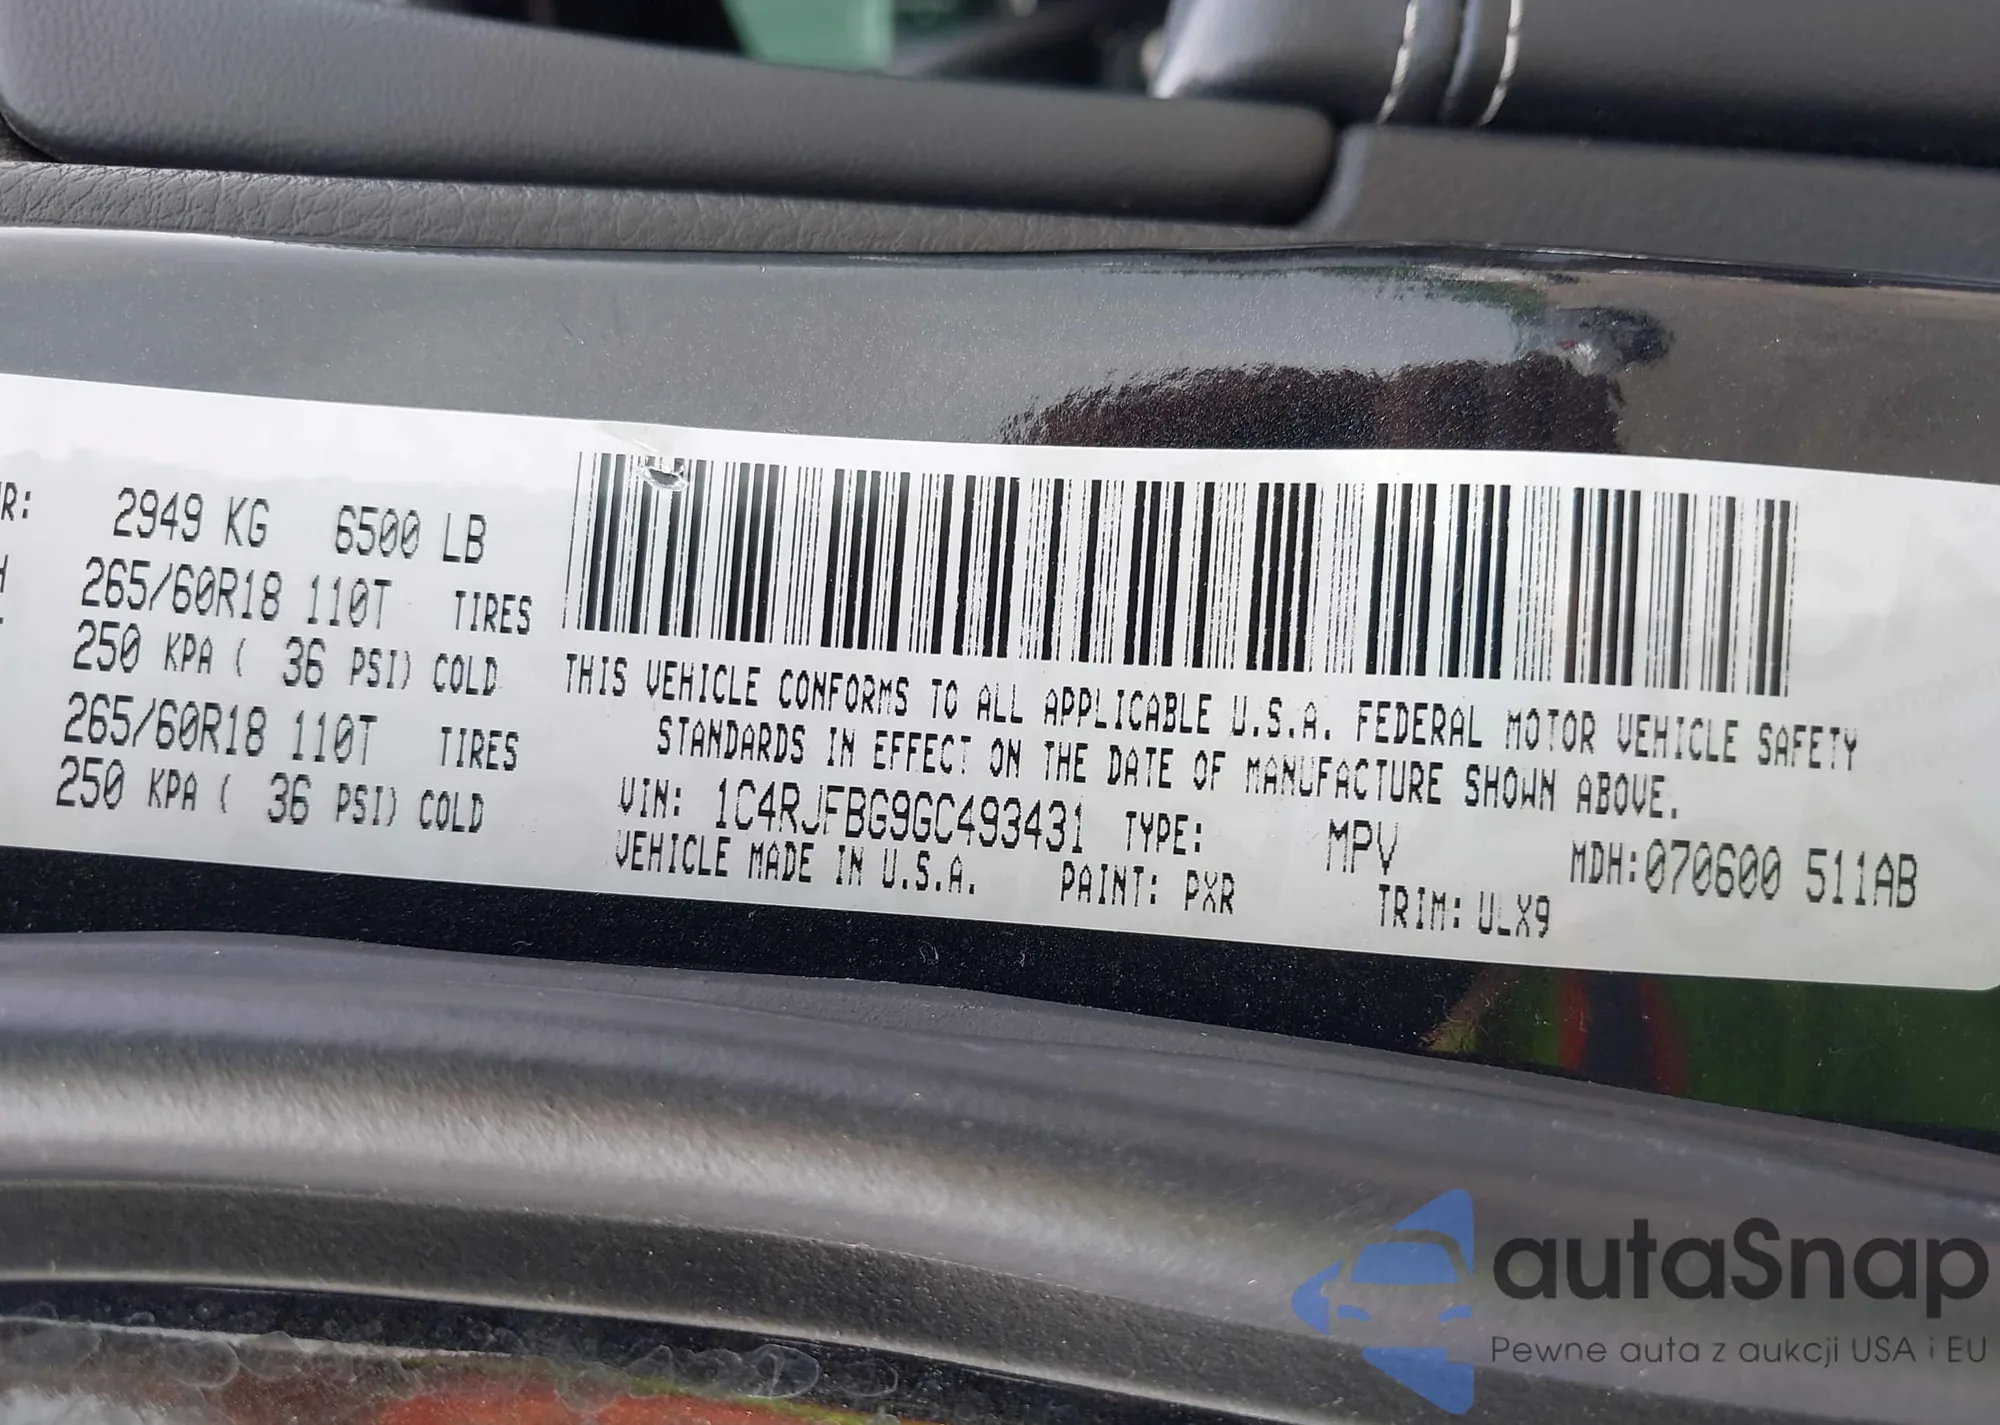 R: 2949 KG 6500 LB
265/60R18 110T TIRES
250 KPA ( 36 PSI) COLD
265/60R18 110T TIRES
250 KPA ( 36 PSI) COLD
THIS VEHICLE CONFORMS TO ALL APPLICABLE U.S.A. FEDERAL MOTOR VEHICLE SAFETY
STANDARDS IN EFFECT ON THE DATE OF MANUFACTURE SHOWN ABOVE.
VIN: 1C4RJFBG9GC493431 TYPE: MPV MDH:070600 511AB
VEHICLE MADE IN U.S.A. PAINT: PXR TRIM: ULX9
autaSnap
Pewne auta z aukcji USA i EU